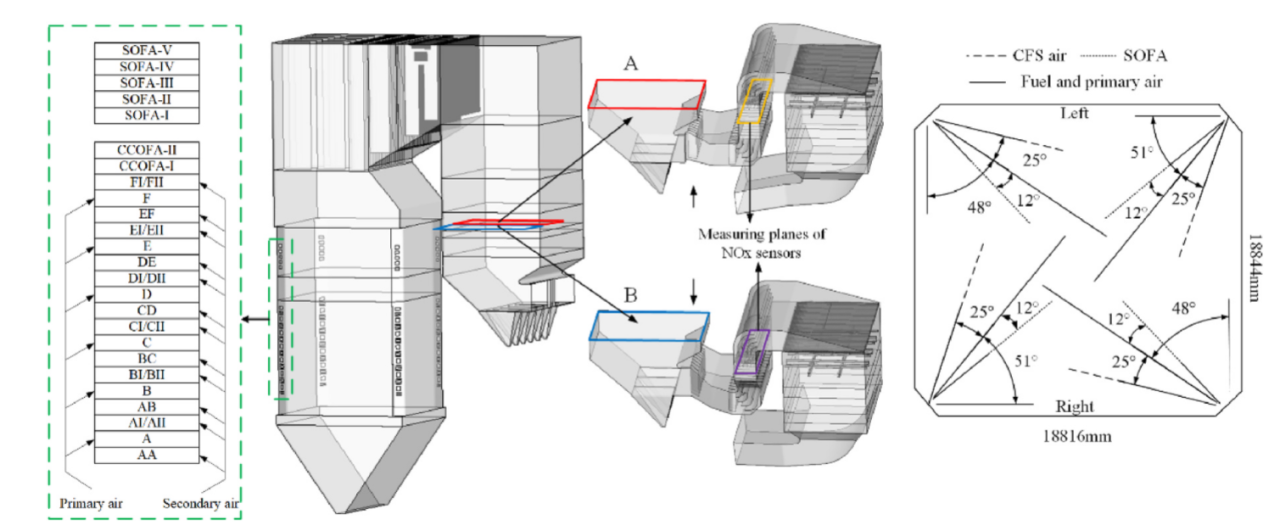 SOFA-V
SOFA-IV
SOFA-III
SOFA-II
SOFA-I
CCOFA-II
CCOFA-I
FI/FII
F
EF
EI/EII
E
DE
DI/DII
D
CD
CI/CII
C
BC
BI/BII
B
AB
AI/AII
A
AA
Primary air
Secondary air
A
Measuring planes of
NOx sensors
B
CFS air
SOFA
Fuel and primary air
Left
25°
12°
48°
51°
12°
25°
25°
12°
51°
12°
48°
25°
Right
18816mm
18844mm